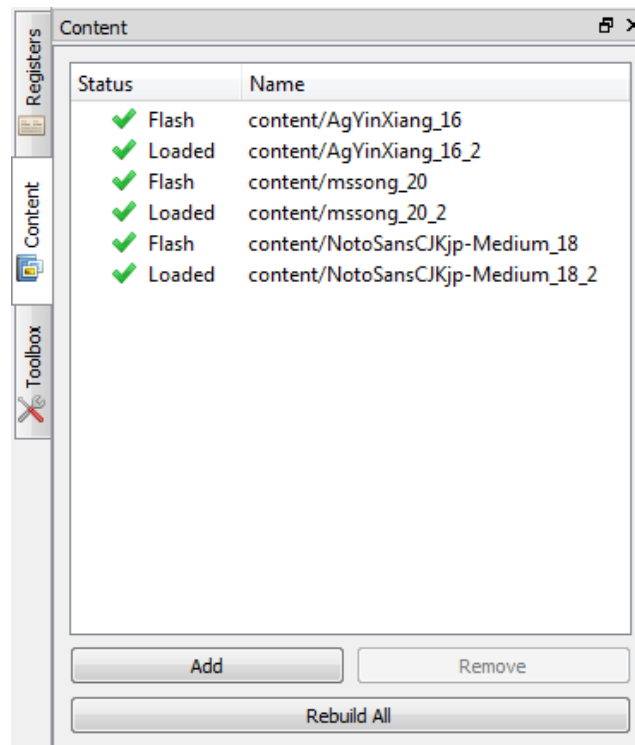 Registers
Content
Toolbox
Content
Status Name
Flash content/AgYinXiang_16
Loaded content/AgYinXiang_16_2
Flash content/mssong_20
Loaded content/mssong_20_2
Flash content/NotoSansCJKjp-Medium_18
Loaded content/NotoSansCJKjp-Medium_18_2
Add Remove
Rebuild All